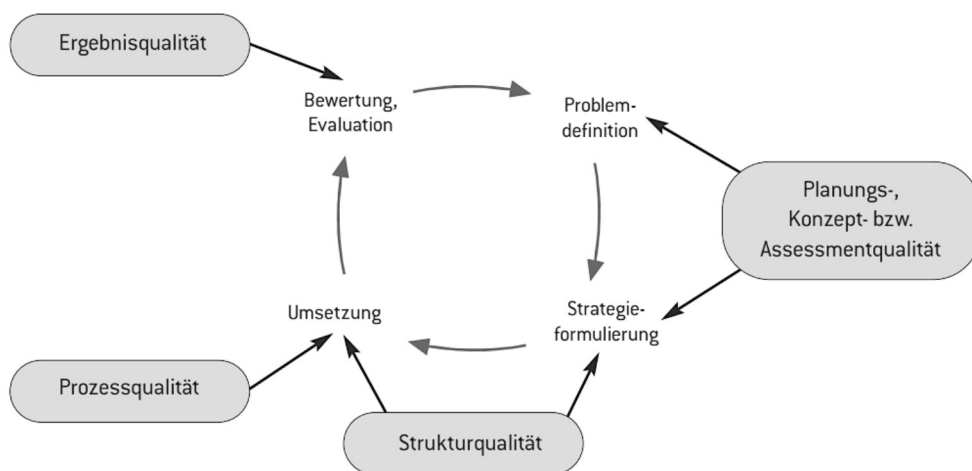 Ergebnisqualität
Bewertung,
Evaluation
Problem-
definition
Planungs-,
Konzept- bzw.
Assessmentqualität
Umsetzung
Strategie-
formulierung
Prozessqualität
Strukturqualität